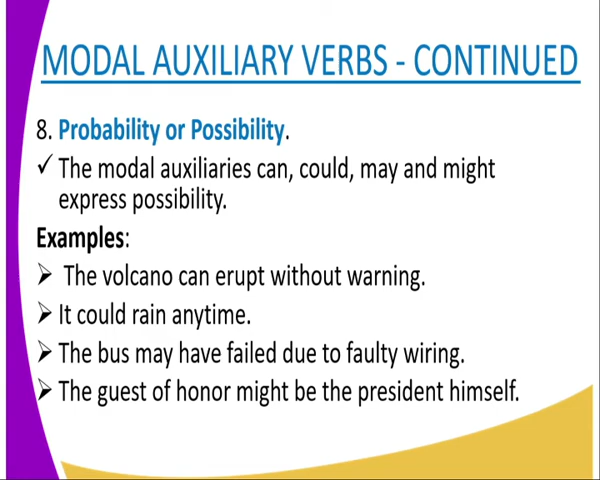 MODAL AUXILIARY VERBS - CONTINUED
8. Probability or Possibility.
✓ The modal auxiliaries can, could, may and might
express possibility.
Examples:
➢ The volcano can erupt without warning.
➢ It could rain anytime.
➢ The bus may have failed due to faulty wiring.
➢ The guest of honor might be the president himself.